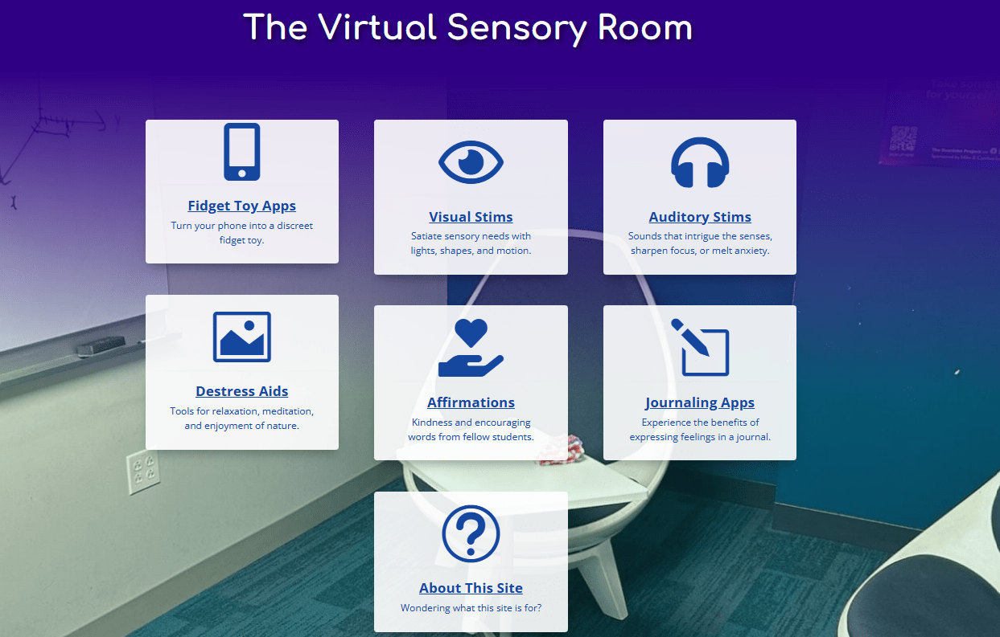 The Virtual Sensory Room
Take some
for yourself
Fidget Toy Apps
Turn your phone into a discreet
fidget toy.
Visual Stims
Satiate sensory needs with
lights, shapes, and motion.
Auditory Stims
Sounds that intrigue the senses,
sharpen focus, or melt anxiety.
Destress Aids
Tools for relaxation, meditation,
and enjoyment of nature.
Affirmations
Kindness and encouraging
words from fellow students.
Journaling Apps
Experience the benefits of
expressing feelings in a journal.
About This Site
Wondering what this site is for?